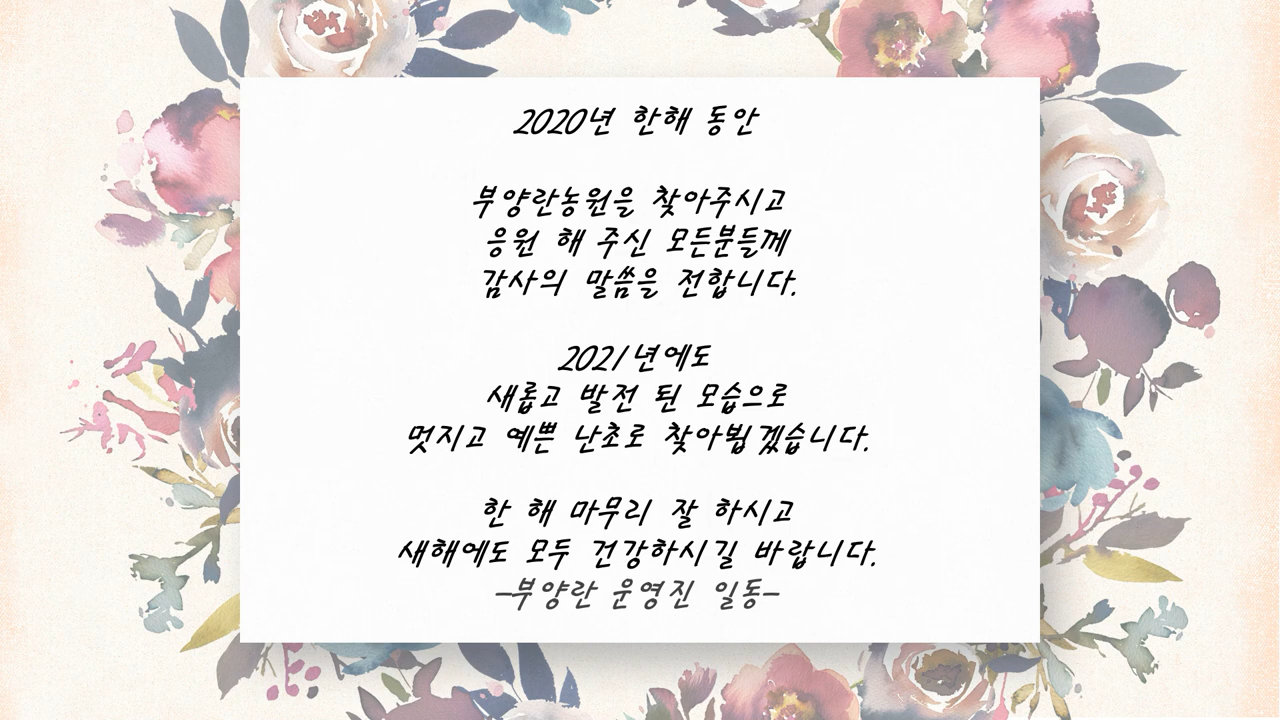 2020년 한해 동안
부양란농원을 찾아주시고
응원 해 주신 모든분들께
감사의 말씀을 전합니다.
2021년에도
새롭고 발전 된 모습으로
멋지고 예쁜 난초로 찾아뵙겠습니다.
한 해 마무리 잘 하시고
새해에도 모두 건강하시길 바랍니다.
-부양란 운영진 일동-